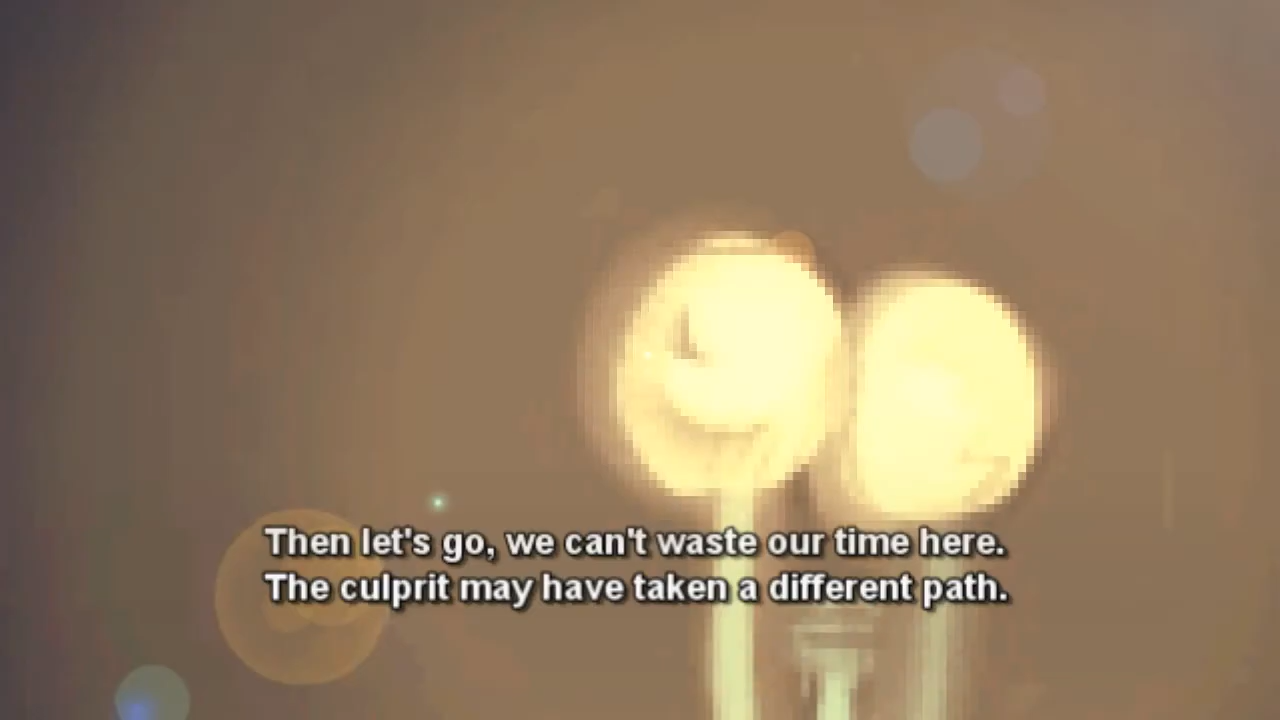 Then let's go, we can't waste our time here.
The culprit may have taken a different path.